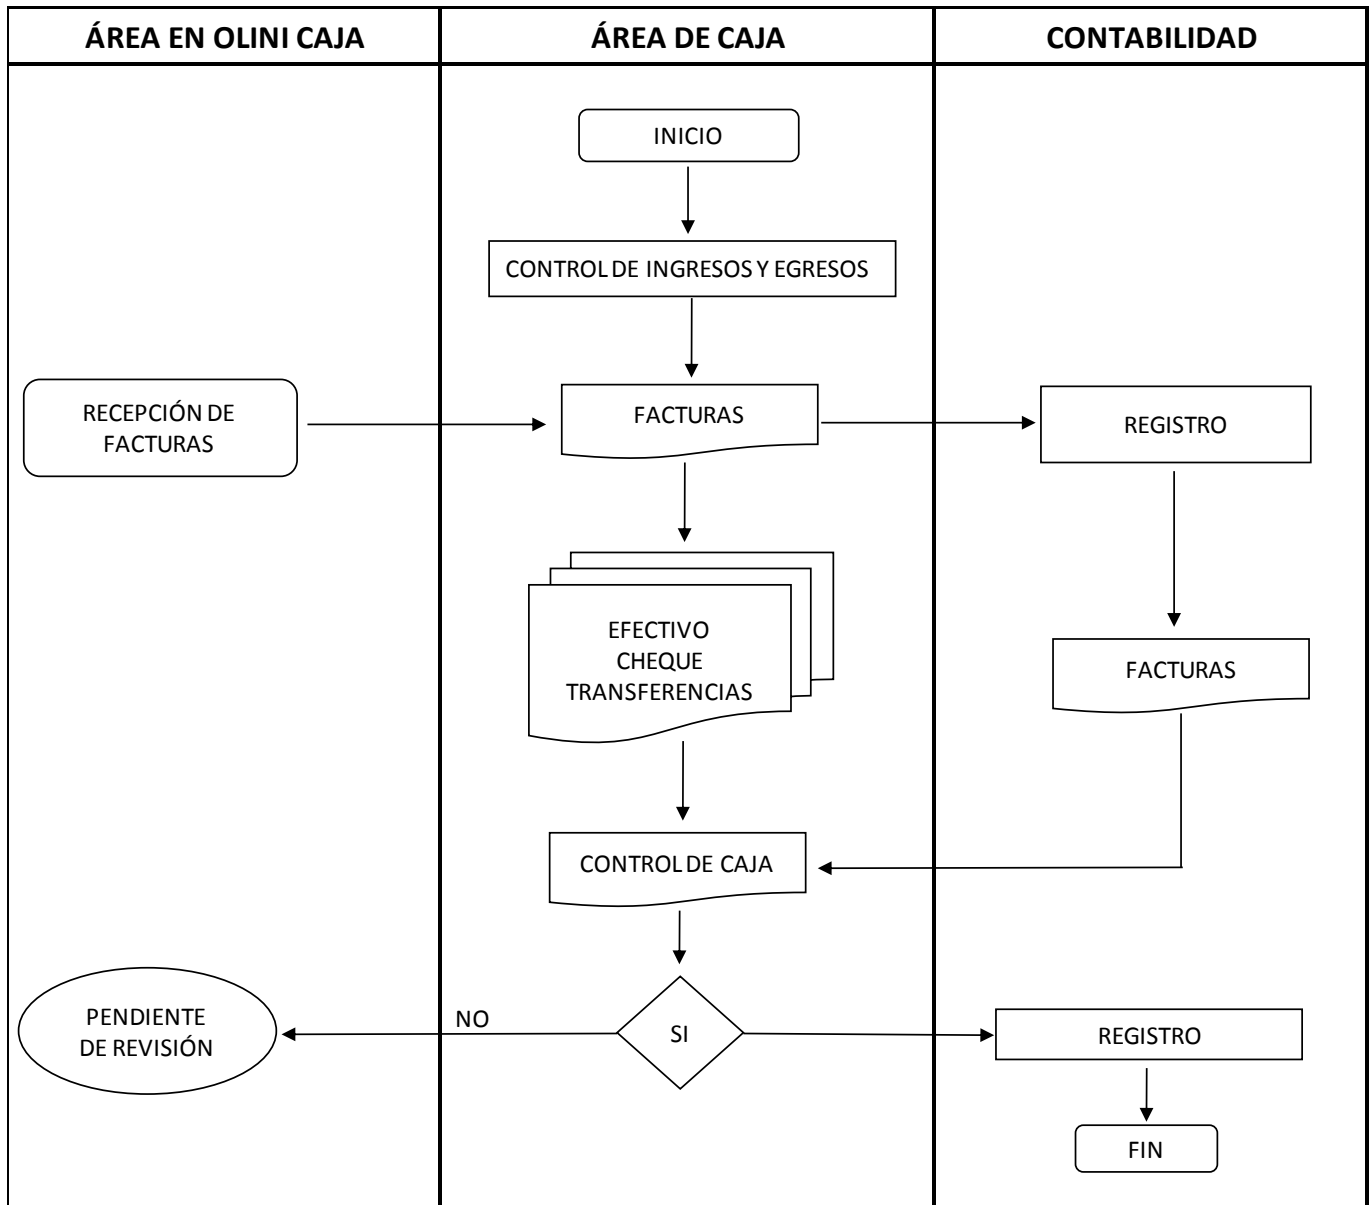 ÁREA EN OLINI CAJA
ÁREA DE CAJA
CONTABILIDAD
INICIO
CONTROL DE INGRESOS Y EGRESOS
RECEPCIÓN DE
FACTURAS
FACTURAS
REGISTRO
EFECTIVO
CHEQUE
TRANSFERENCIAS
FACTURAS
CONTROL DE CAJA
PENDIENTE
DE REVISIÓN
NO
SI
REGISTRO
FIN